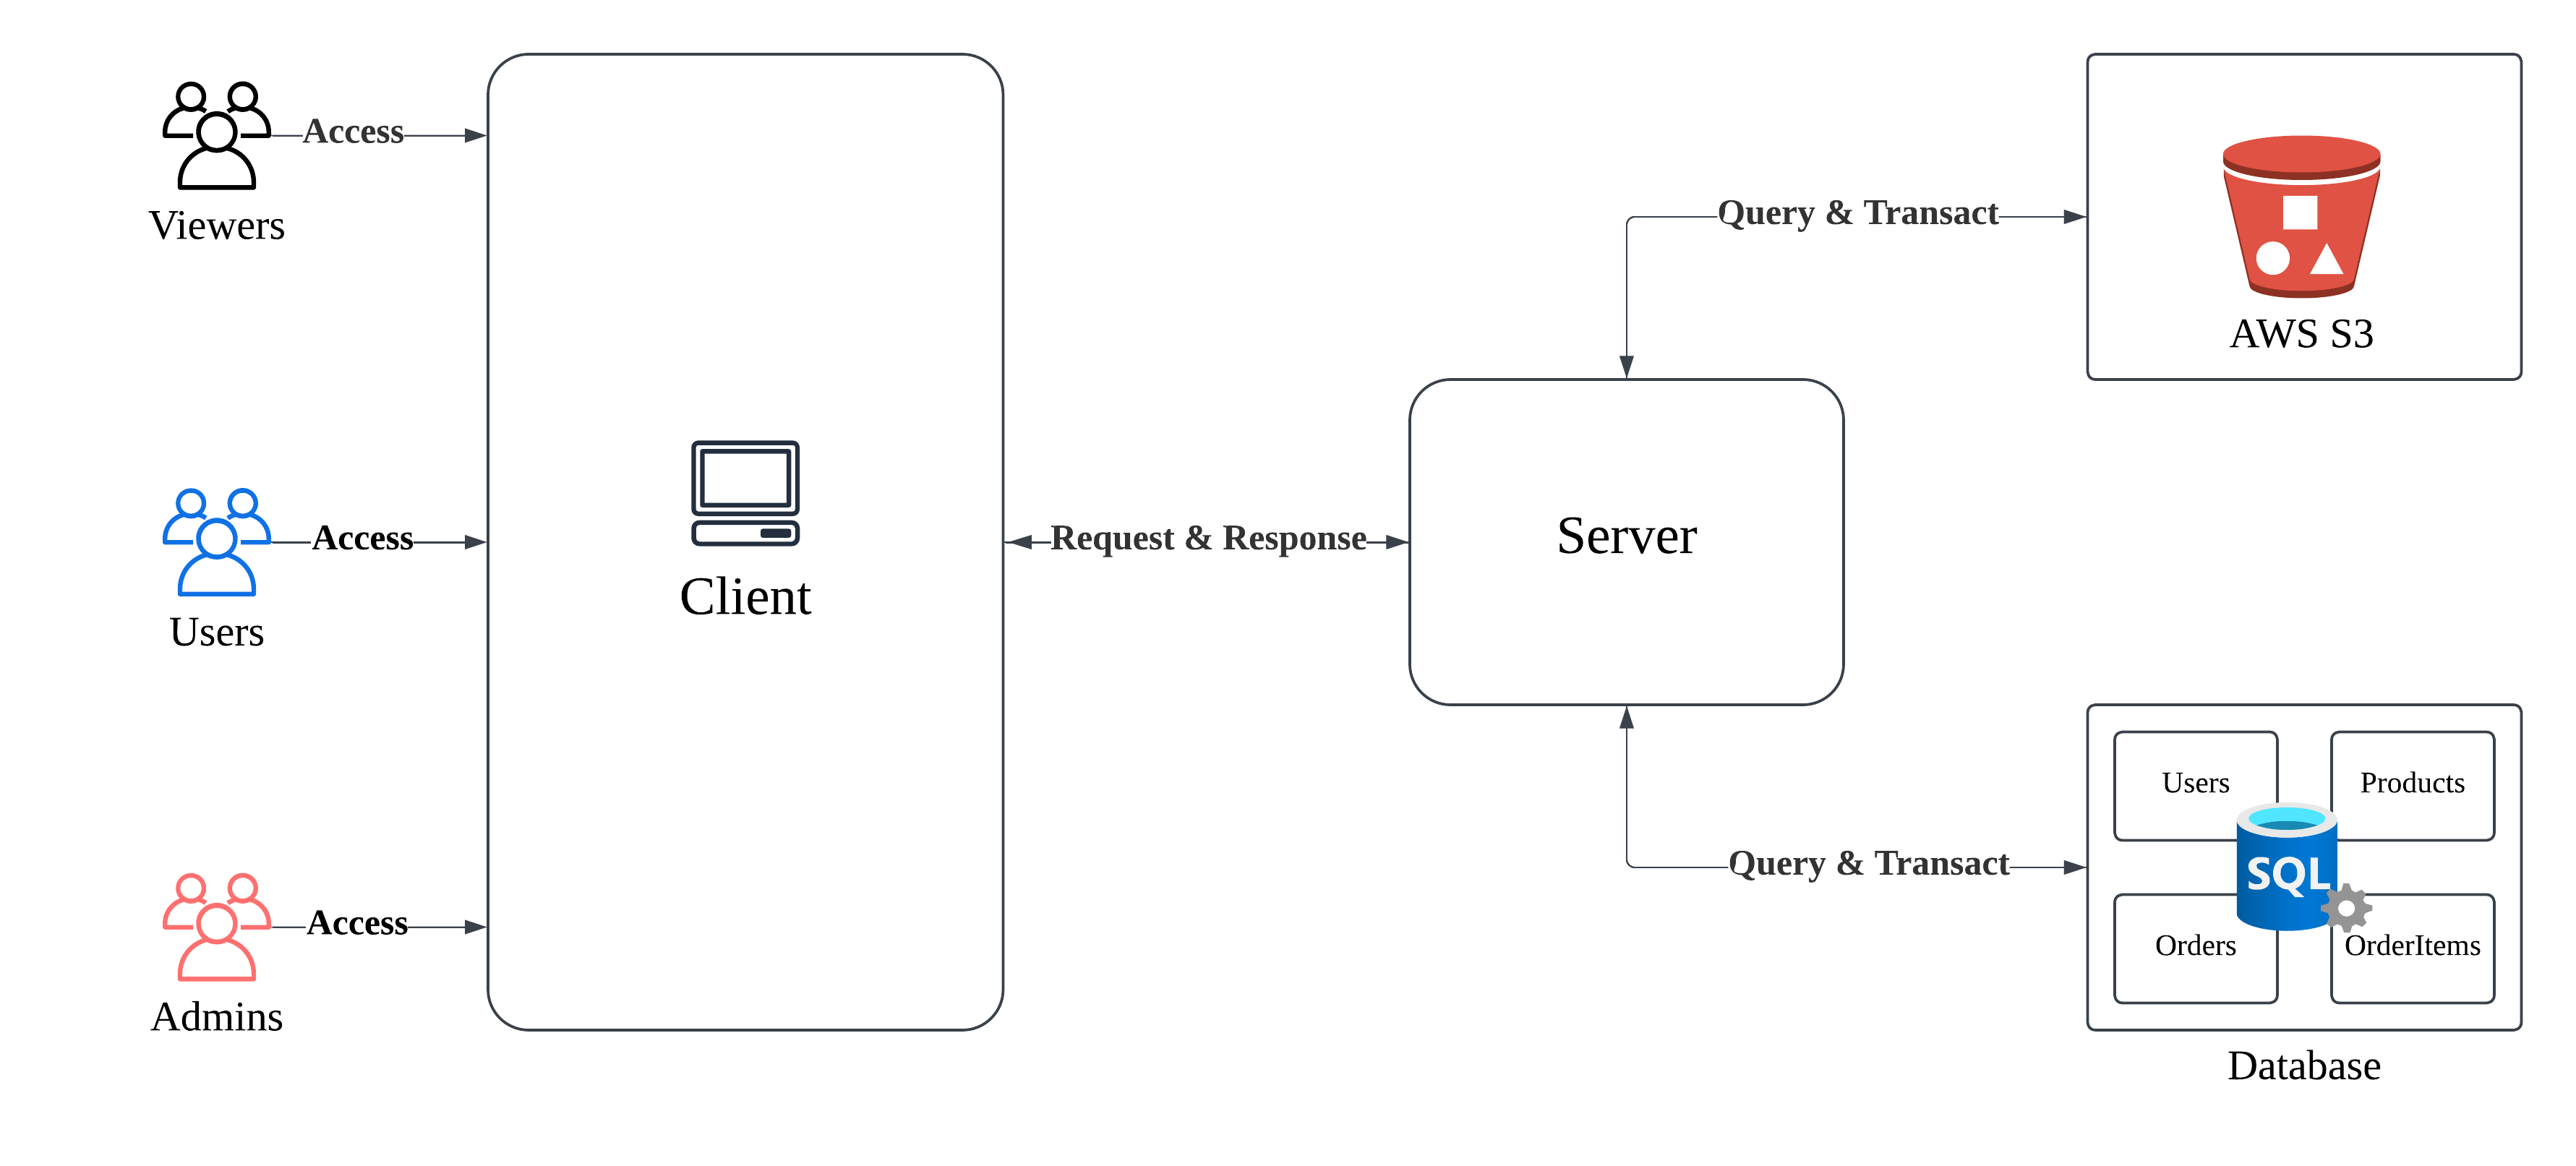 Viewers
Access
Users
Access
Admins
Access
Client
Request & Response
Server
Query & Transact
AWS S3
Query & Transact
Users
Products
SQL
Orders
OrderItems
Database